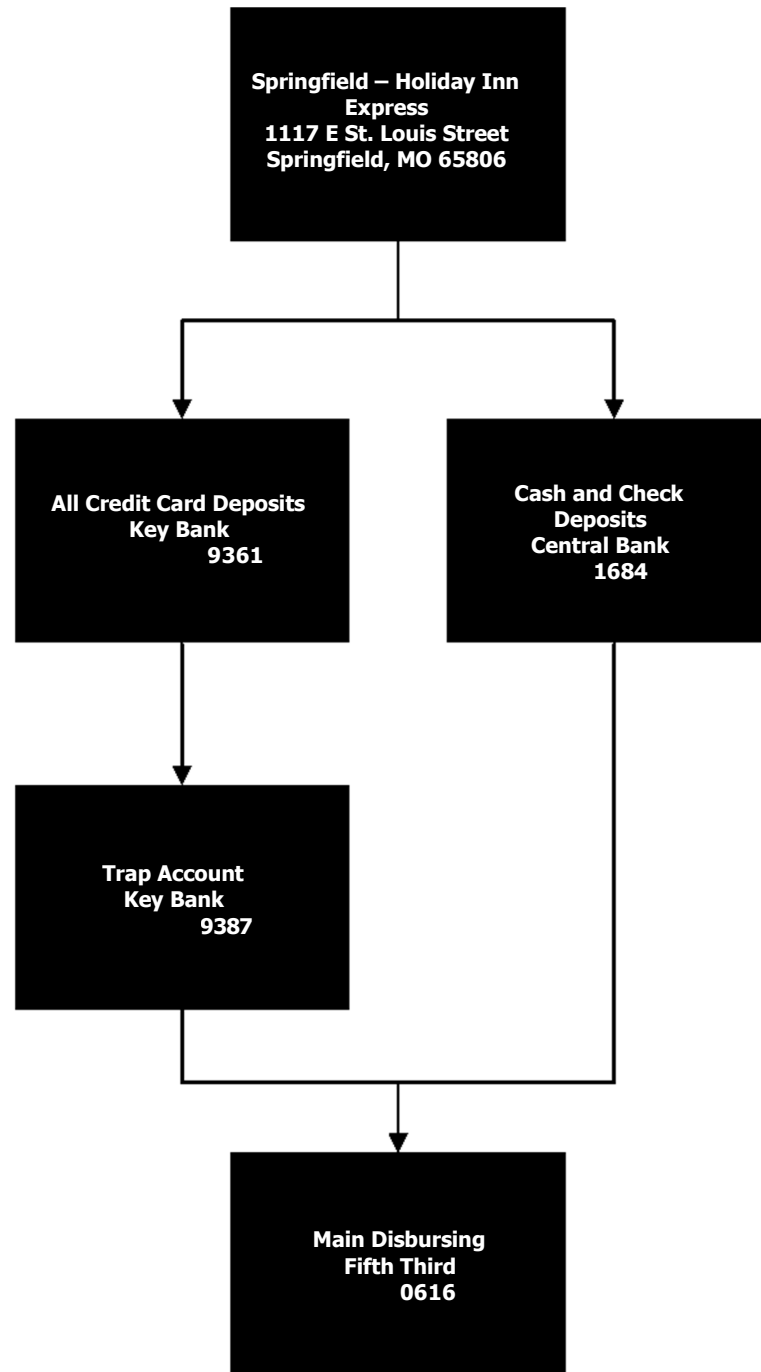 Springfield – Holiday Inn
Express
1117 E St. Louis Street
Springfield, MO 65806
All Credit Card Deposits
Key Bank
9361
Cash and Check
Deposits
Central Bank
1684
Trap Account
Key Bank
9387
Main Disbursing
Fifth Third
0616